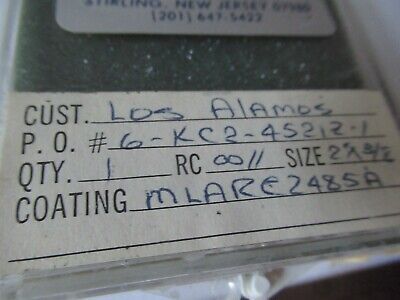 STIRLING, NEW JERSEY 07980
(201) 647-5422
CUST. LOS Alamos
P. O. # 6-KC2-45212-1
QTY. 1 RC 0011 SIZE
COATING MLARC2485A